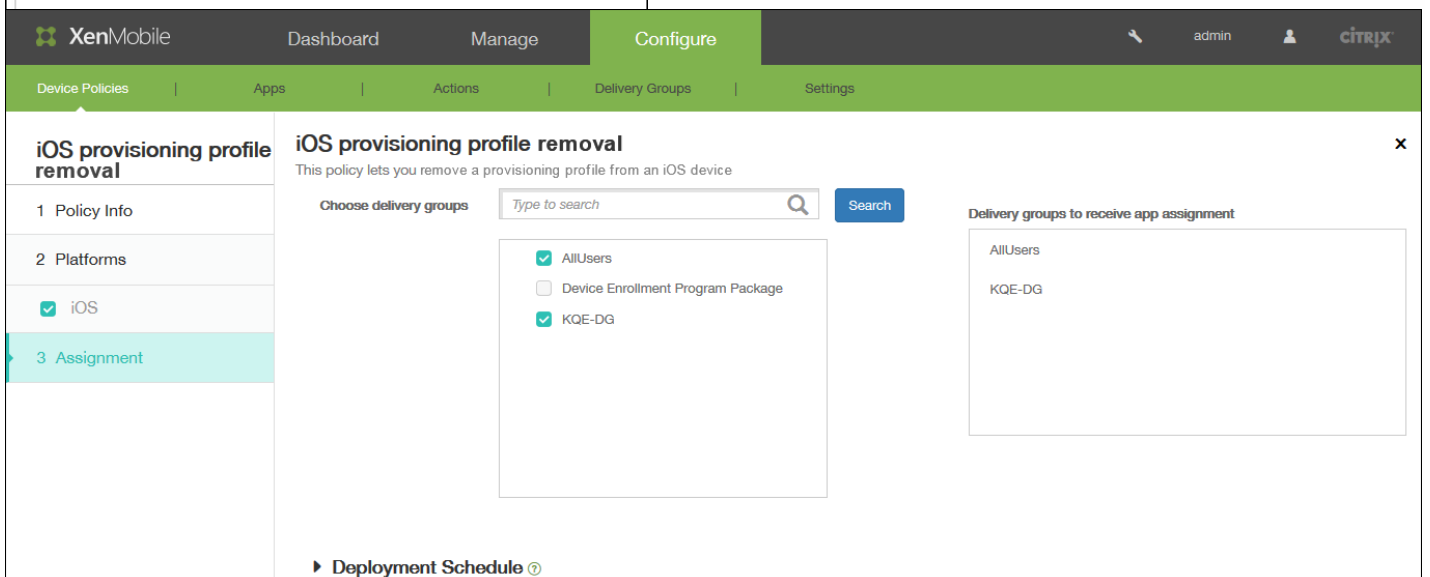 XenMobile Dashboard Manage Configure admin CİTRIX
Device Policies | Apps | Actions | Delivery Groups | Settings
iOS provisioning profile
removal
1 Policy Info
2 Platforms
iOS
3 Assignment
iOS provisioning profile removal
x
This policy lets you remove a provisioning profile from an iOS device
Choose delivery groups Type to search Search
AllUsers
Device Enrollment Program Package
KQE-DG
Delivery groups to receive app assignment
AllUsers
KQE-DG
Deployment Schedule ?